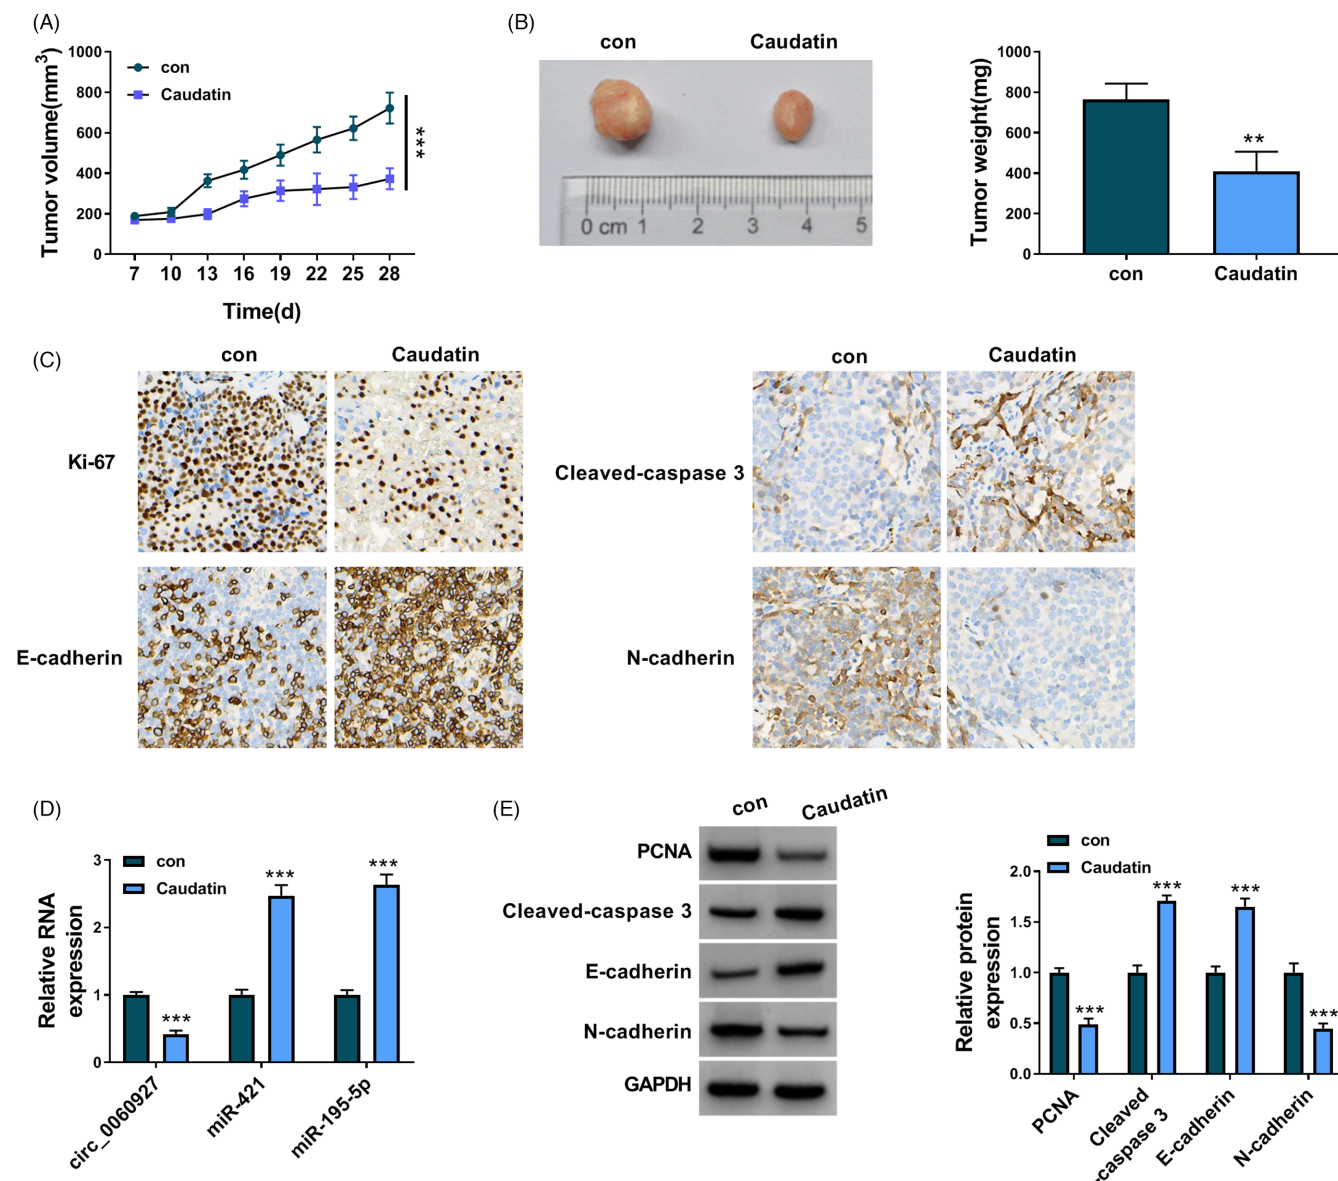 (A)
1000
800
600
400
200
0
Tumor volume(mm³)
con
Caudatin
***
7 10 13 16 19 22 25 28
Time(d)
(B)
con Caudatin
0 cm 1 2 3 4 5
1000
800
600
400
200
0
Tumor weight(mg)
**
con Caudatin
(C)
con Caudatin
con Caudatin
Ki-67
Cleaved-caspase 3
E-cadherin
N-cadherin
(D)
3
2
1
0
Relative RNA
expression
con
Caudatin
***
***
***
circ_0060927
miR-421
miR-195-5p
(E)
con Caudatin
PCNA
Cleaved-caspase 3
E-cadherin
N-cadherin
GAPDH
con
Caudatin
2.0
1.5
1.0
0.5
0.0
Relative protein
expression
***
***
***
***
PCNA
Cleaved
-caspase 3
E-cadherin
N-cadherin